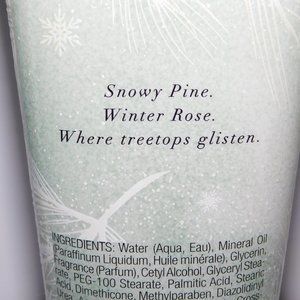 Snowy Pine.
Winter Rose.
Where treetops glisten.
INGREDIENTS: Water (Aqua, Eau), Mineral Oil
(Paraffinum Liquidum, Huile minérale), Glycerin,
Fragrance (Parfum), Cetyl Alcohol, Glyceryl Stea-
rate, PEG-100 Stearate, Palmitic Acid, Stearic
Acid, Dimethicone, Methylparaben, Diazolidinyl
Urea,